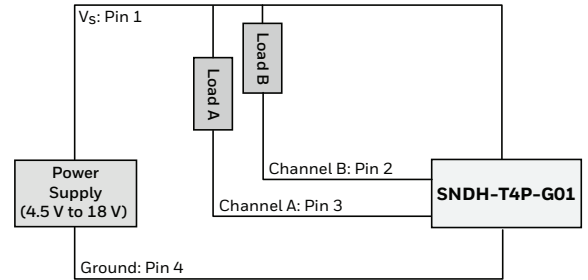 Vs: Pin 1
Load A
Load B
Channel B: Pin 2
Channel A: Pin 3
Power
Supply
(4.5 V to 18 V)
SNDH-T4P-G01
Ground: Pin 4